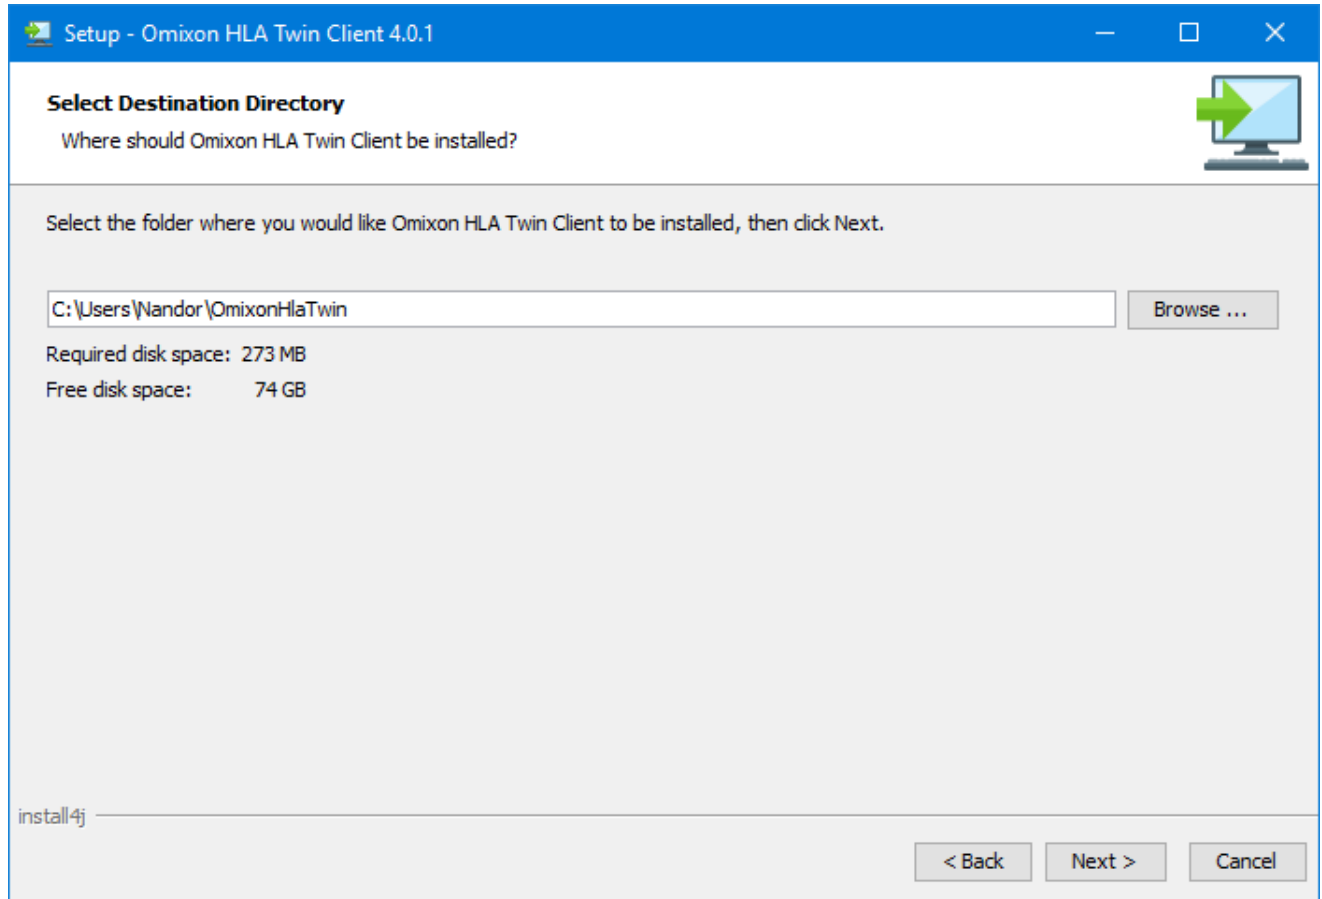 Setup - Omixon HLA Twin Client 4.0.1
Select Destination Directory
Where should Omixon HLA Twin Client be installed?
Select the folder where you would like Omixon HLA Twin Client to be installed, then click Next.
C:\Users\Nandor\OmixonHlaTwin
Browse ...
Required disk space: 273 MB
Free disk space: 74 GB
install4j
< Back Next > Cancel